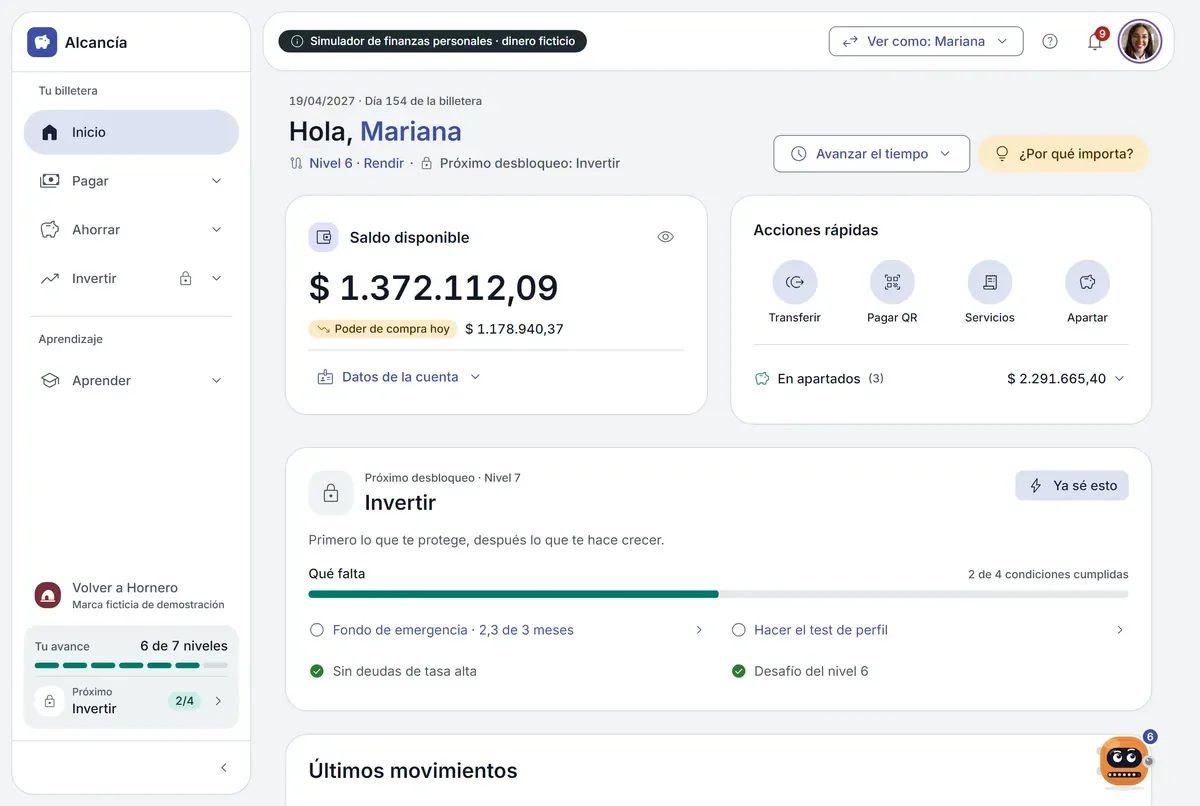 Alcancía
Tu billetera
Inicio
Pagar
Ahorrar
Invertir
Aprendizaje
Aprender
Volver a Hornero
Marca ficticia de demostración
Tu avance 6 de 7 niveles
Próximo
Invertir
2/4
Simulador de finanzas personales · dinero ficticio
Ver como: Mariana
9
19/04/2027 · Día 154 de la billetera
Hola, Mariana
Nivel 6 · Rendir · Próximo desbloqueo: Invertir
Avanzar el tiempo
¿Por qué importa?
Saldo disponible
$ 1.372.112,09
Poder de compra hoy $ 1.178.940,37
Datos de la cuenta
Acciones rápidas
Transferir Pagar QR Servicios Apartar
En apartados (3) $ 2.291.665,40
Próximo desbloqueo · Nivel 7
Invertir
Ya sé esto
Primero lo que te protege, después lo que te hace crecer.
Qué falta 2 de 4 condiciones cumplidas
Fondo de emergencia · 2,3 de 3 meses
Hacer el test de perfil
Sin deudas de tasa alta
Desafío del nivel 6
Últimos movimientos
6